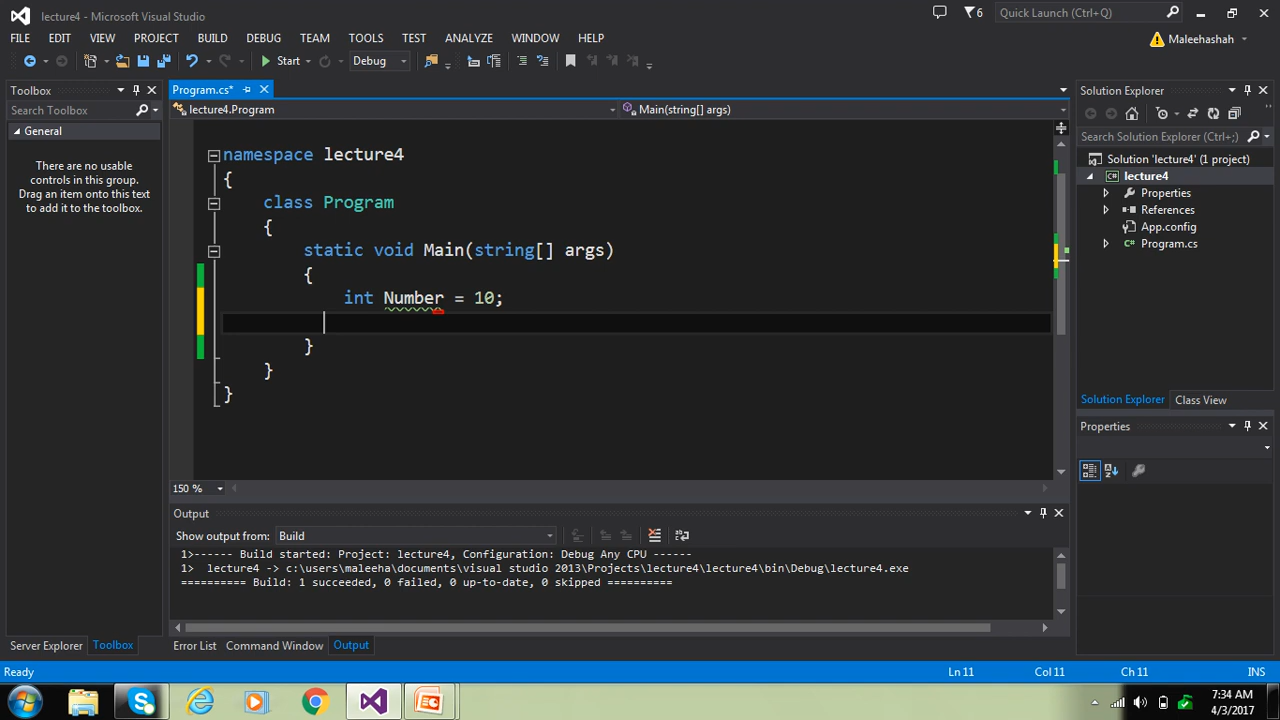 lecture4 - Microsoft Visual Studio
6
Quick Launch (Ctrl+Q)
FILE EDIT VIEW PROJECT BUILD DEBUG TEAM TOOLS TEST ANALYZE WINDOW HELP
Maleehashah
Start
Debug
Toolbox
Search Toolbox
General
There are no usable
controls in this group.
Drag an item onto this text
to add it to the toolbox.
Program.cs*
lecture4.Program
Main(string[] args)
namespace lecture4
{
class Program
{
static void Main(string[] args)
{
int Number = 10;
}
}
}
150 %
Solution Explorer
Search Solution Explorer (Ctrl+;)
Solution 'lecture4' (1 project)
C# lecture4
Properties
References
App.config
C# Program.cs
Solution Explorer Class View
Properties
Output
Show output from: Build
1>------ Build started: Project: lecture4, Configuration: Debug Any CPU ------
1>  lecture4 -> c:\users\maleeha\documents\visual studio 2013\Projects\lecture4\lecture4\bin\Debug\lecture4.exe
========== Build: 1 succeeded, 0 failed, 0 up-to-date, 0 skipped ==========
Server Explorer Toolbox
Error List Command Window Output
Ready
Ln 11 Col 11 Ch 11 INS
7:34 AM
4/3/2017